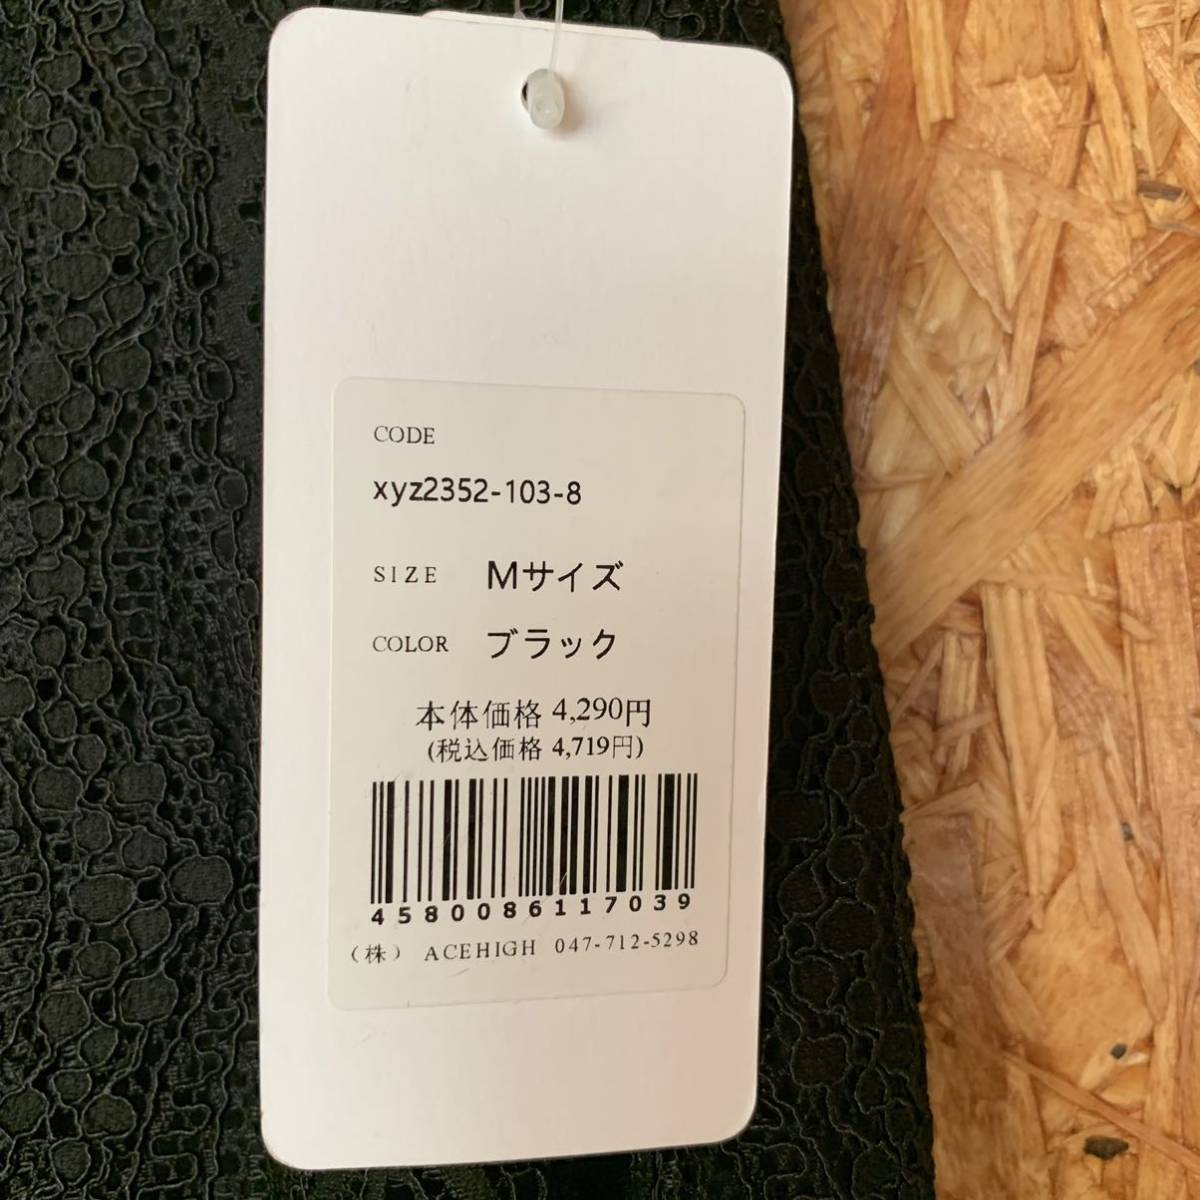 CODE
xyz2352-103-8
SIZE Mサイズ
COLOR ブラック
本体価格 4,290円
(税込価格 4,719円)
4580086117039
(株) ACEHIGH 047-712-5298